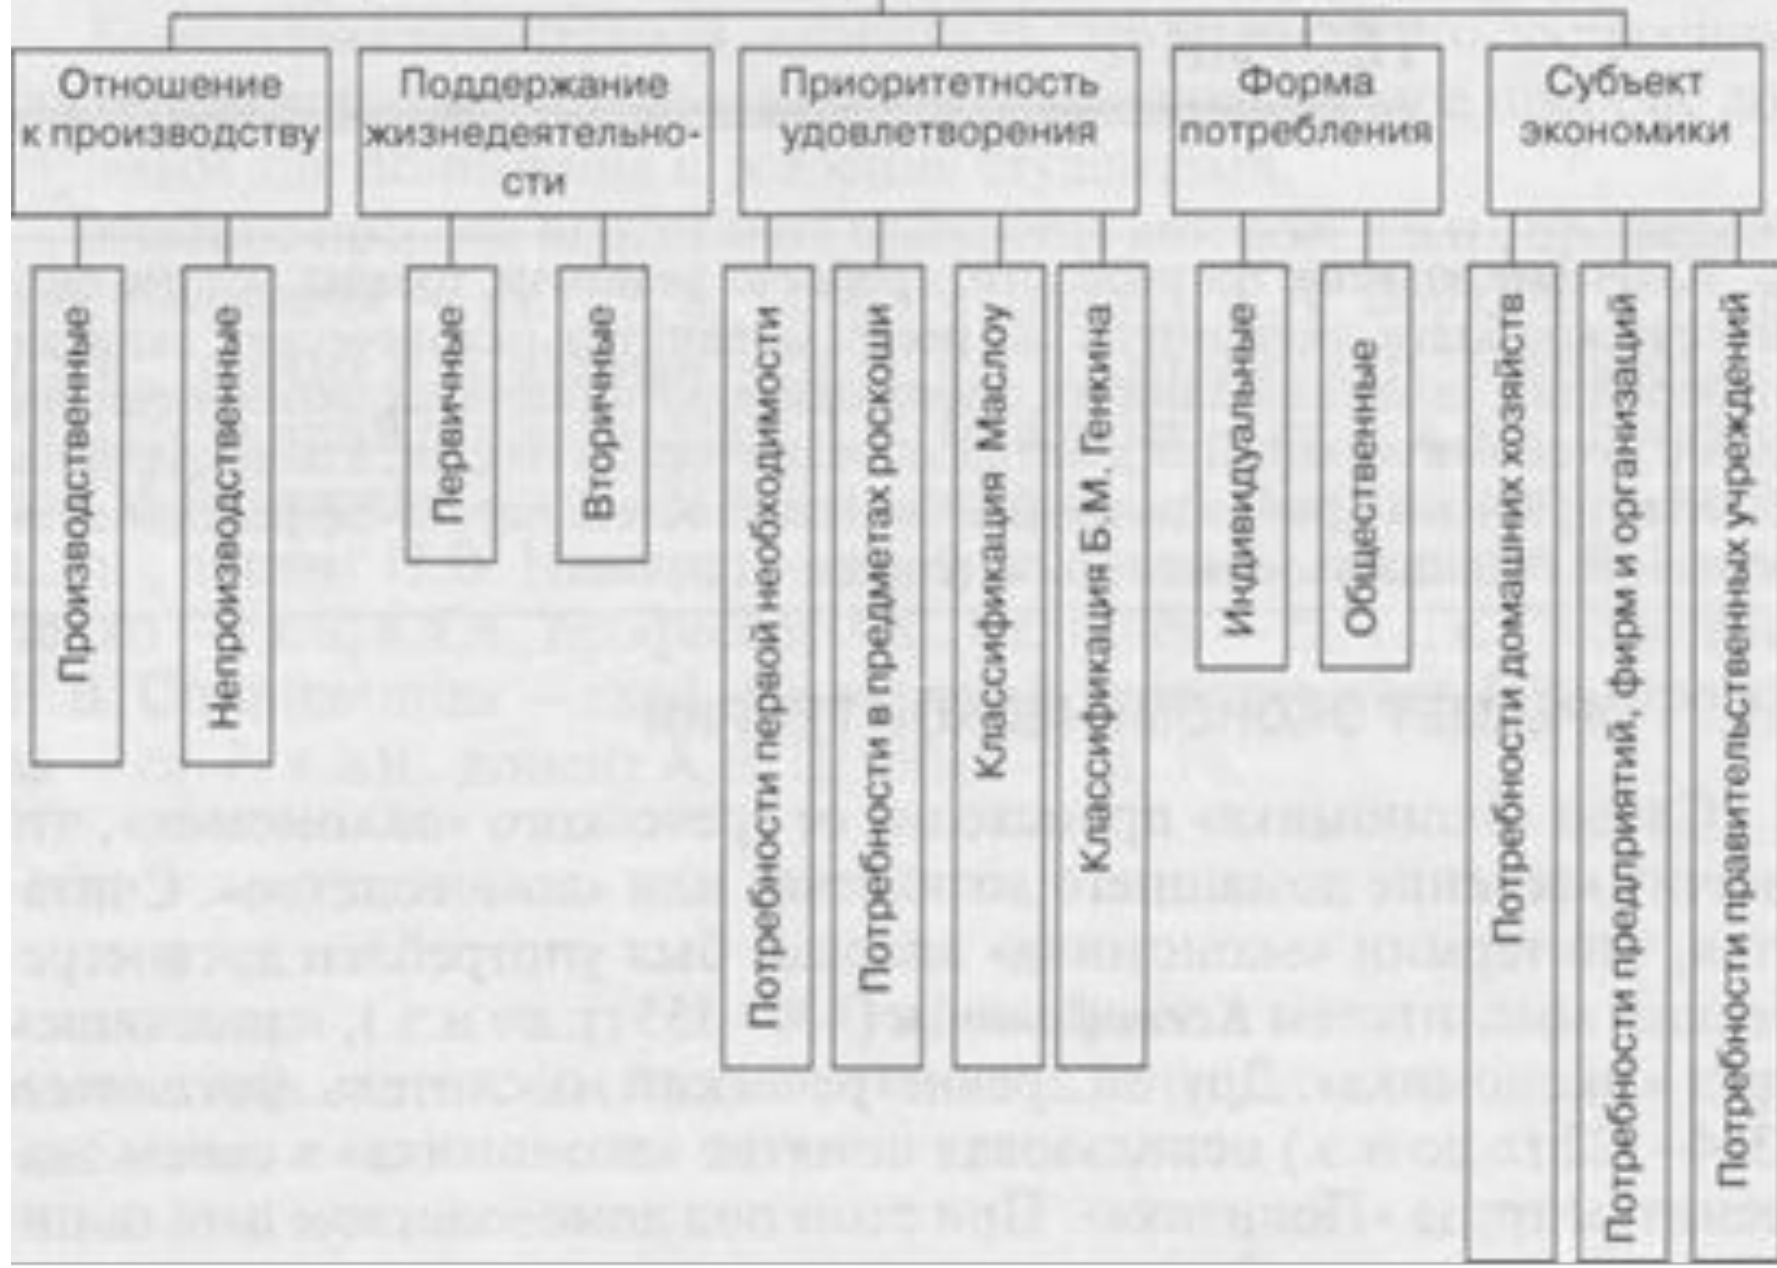 Отношение
к производству
Поддержание
жизнедеятельно-
сти
Приоритетность
удовлетворения
Форма
потребления
Субъект
экономики
Производственные
Непроизводственные
Первичные
Вторичные
Потребности первой необходимости
Потребности в предметах роскоши
Классификация Маслоу
Классификация Б.М. Генкина
Индивидуальные
Общественные
Потребности домашних хозяйств
Потребности предприятий, фирм и организаций
Потребности правительственных учреждений